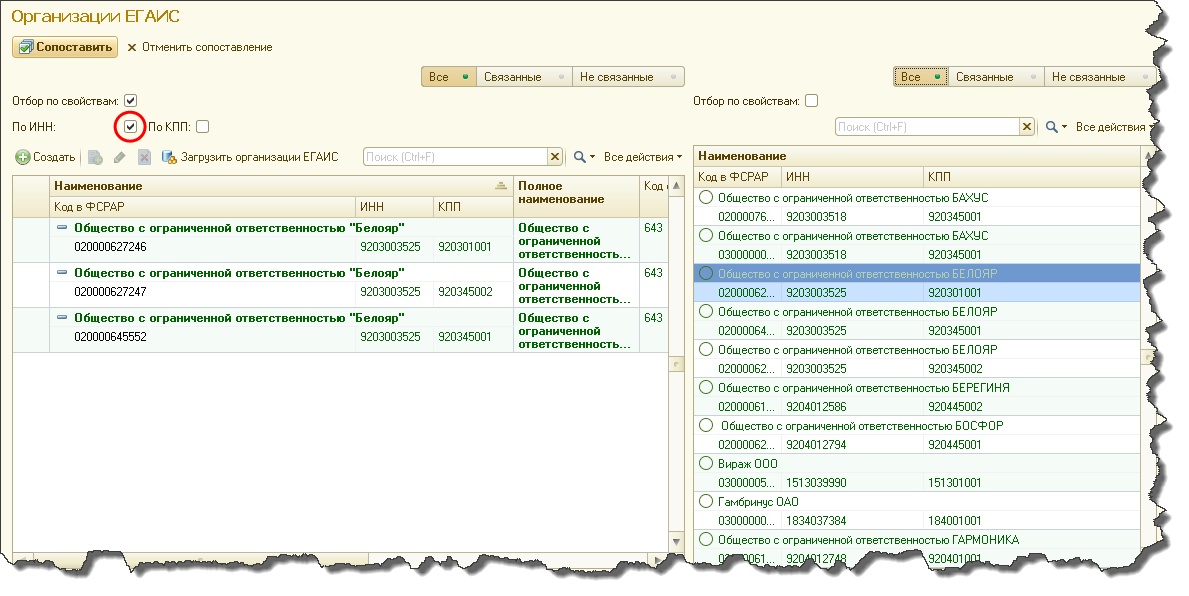 Организации ЕГАИС
Сопоставить Отменить сопоставление
Все Связанные Не связанные
Отбор по свойствам:
По ИНН: По КПП:
Создать Загрузить организации ЕГАИС Поиск (Ctrl+F) Все действия
Наименование Полное наименование Код
Код в ФСРАР ИНН КПП
Общество с ограниченной ответственностью "Белояр" Общество с 643
020000627246 9203003525 920301001 ограниченной
ответственность...
Общество с ограниченной ответственностью "Белояр" Общество с 643
020000627247 9203003525 920345002 ограниченной
ответственность...
Общество с ограниченной ответственностью "Белояр" Общество с 643
020000645552 9203003525 920345001 ограниченной
ответственность...
Все Связанные Не связанные
Отбор по свойствам:
Поиск (Ctrl+F) Все действия
Наименование
Код в ФСРАР ИНН КПП
Общество с ограниченной ответственностью БАХУС
02000076... 9203003518 920345001
Общество с ограниченной ответственностью БАХУС
03000000... 9203003518 920345001
Общество с ограниченной ответственностью БЕЛОЯР
02000062... 9203003525 920301001
Общество с ограниченной ответственностью БЕЛОЯР
02000064... 9203003525 920345001
Общество с ограниченной ответственностью БЕЛОЯР
02000062... 9203003525 920345002
Общество с ограниченной ответственностью БЕРЕГИНЯ
02000061... 9204012586 920445002
Общество с ограниченной ответственностью БОСФОР
02000062... 9204012794 920445001
Вираж ООО
03000005... 1513039990 151301001
Гамбринус ОАО
03000000... 1834037384 184001001
Общество с ограниченной ответственностью ГАРМОНИКА
9204012748 920401001